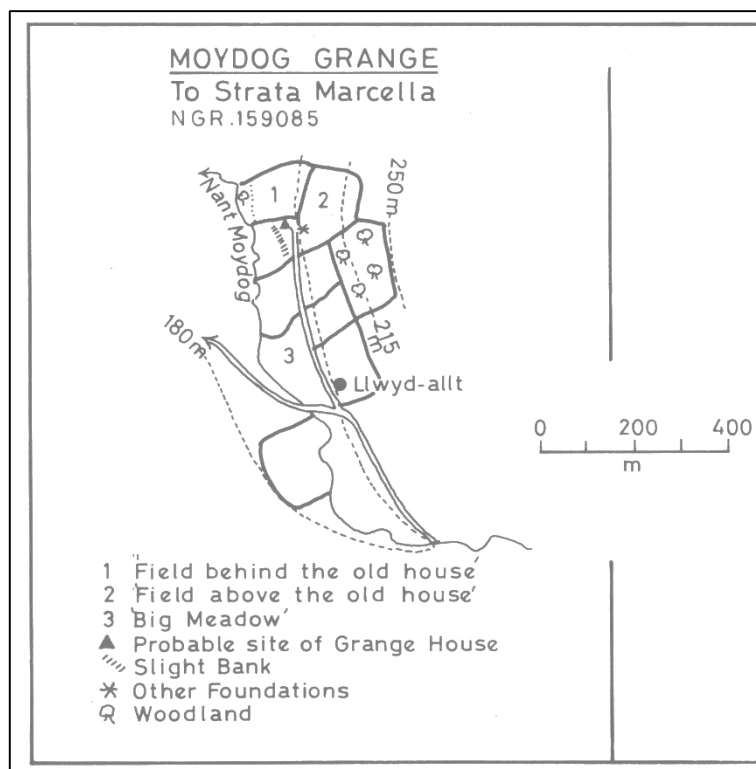 MOYDOG GRANGE
To Strata Marcella
NGR.159085
Nant Moydog
1
2
250m
180m
3
215
m
Llwyd-allt
0 200 400
m
1 "Field behind the old house'
2 'Field above the old house'
3 'Big Meadow'
Probable site of Grange House
Slight Bank
Other Foundations
Woodland